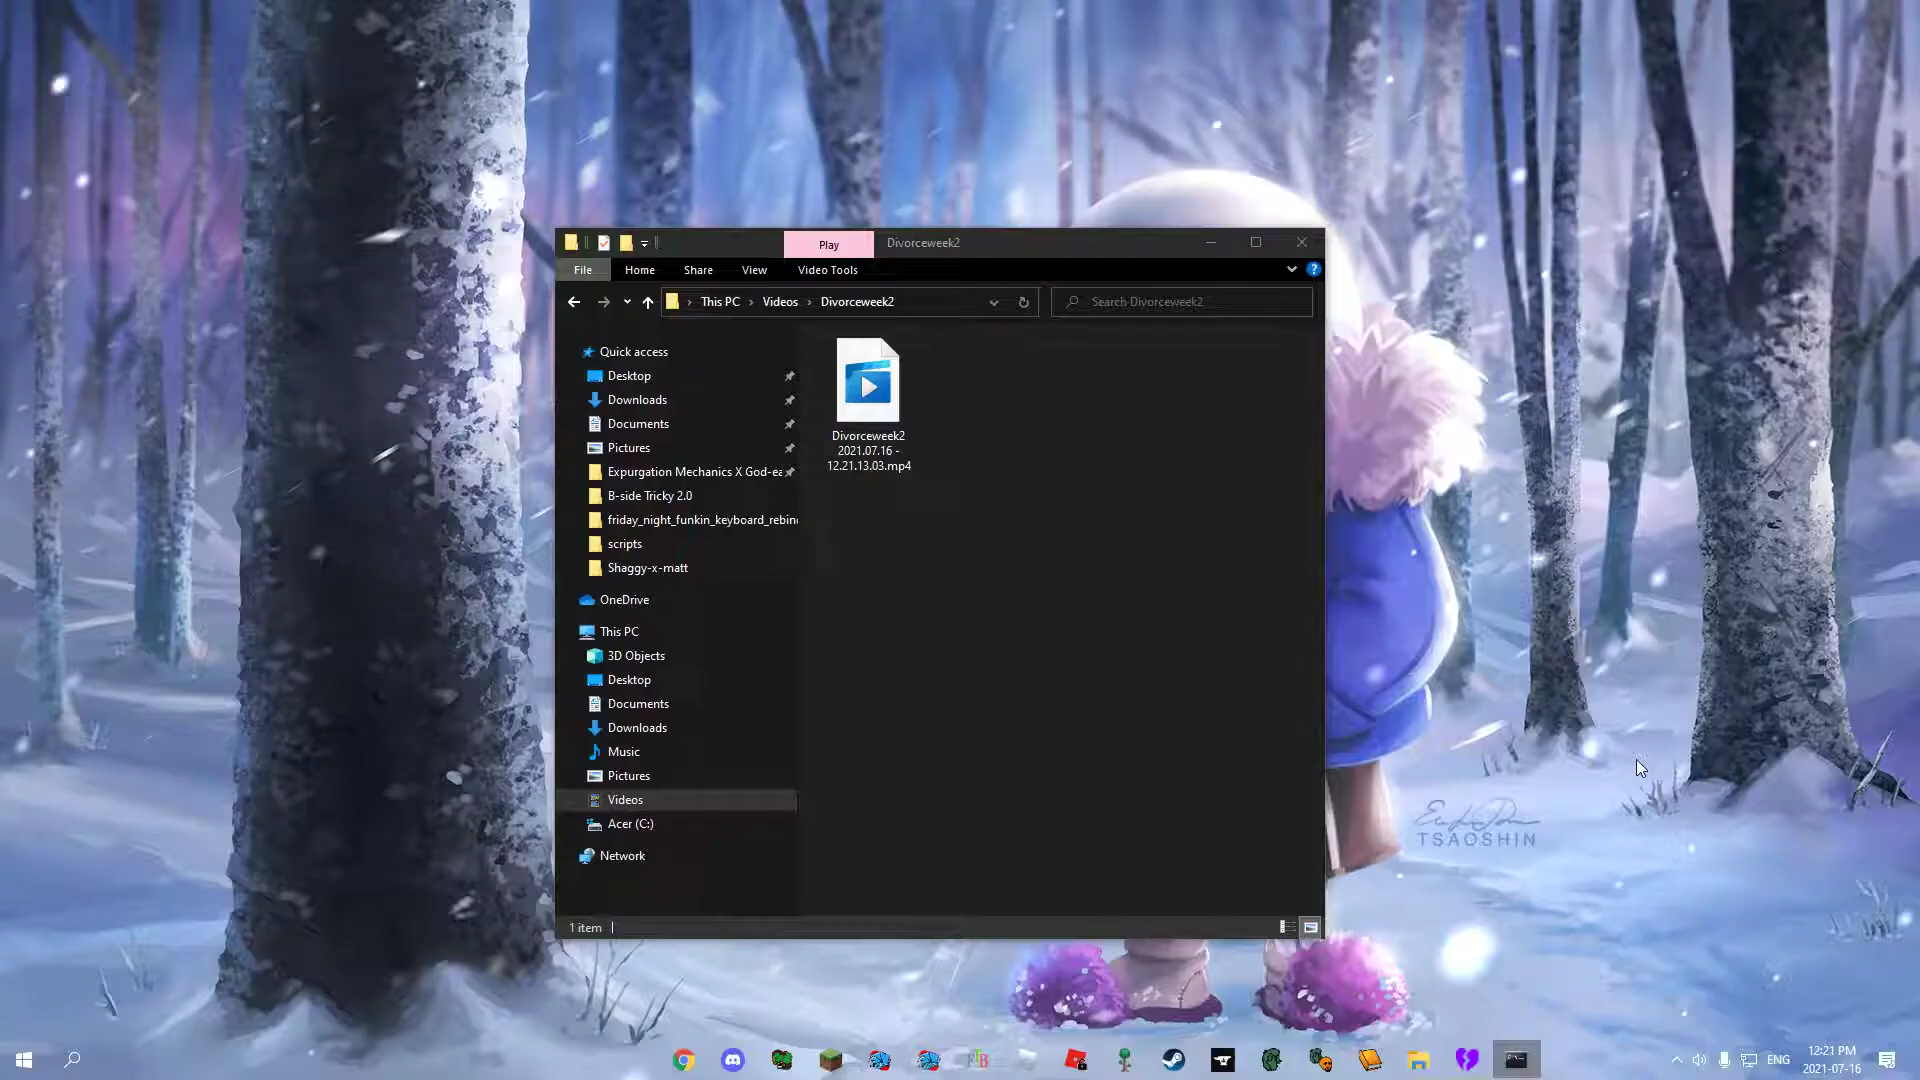 Play
Divorceweek2
File
Home
Share
View
Video Tools
This PC
Videos
Divorceweek2
Search Divorceweek2
Quick access
Desktop
Downloads
Documents
Pictures
Expurgation Mechanics X God-ea
B-side Tricky 2.0
friday_night_funkin_keyboard_rebin
scripts
Shaggy-x-matt
OneDrive
This PC
3D Objects
Desktop
Documents
Downloads
Music
Pictures
Videos
Acer (C:)
Network
Divorceweek2
2021.07.16 -
12.21.13.03.mp4
1 item
TSAOSHIN
ENG
12:21 PM
2021-07-16